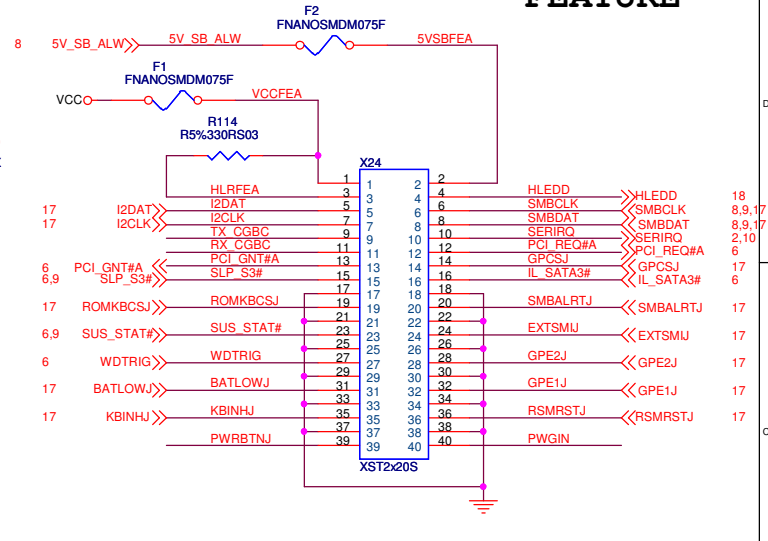 FEATURE
F2
FNANOSMDM075F
8 5V_SB_ALW 5V_SB_ALW 5VSBFEA
F1
FNANOSMDM075F
VCC VCCFEA
R114
R5%330RS03
D
X24
1 1 2 2
HLRFEA 3 3 4 4 HLEDD HLEDD 18
17 I2DAT I2DAT 5 5 6 6 SMBCLK SMBCLK 8,9,17
17 I2CLK I2CLK 7 7 8 8 SMBDAT SMBDAT 8,9,17
TX_CGBC 9 9 10 10 SERIRQ SERIRQ 2,10
RX_CGBC 11 11 12 12 PCI_REQ#A PCI_REQ#A 6
6 PCI_GNT#A PCI_GNT#A 13 13 14 14 GPCSJ GPCSJ 17
6,9 SLP_S3# SLP_S3# 15 15 16 16 IL_SATA3# IL_SATA3# 6
17 17 18 18
17 ROMKBCSJ ROMKBCSJ 19 19 20 20 SMBALRTJ SMBALRTJ 17
21 21 22 22
6,9 SUS_STAT# SUS_STAT# 23 23 24 24 EXTSMIJ EXTSMIJ 17
25 25 26 26
6 WDTRIG WDTRIG 27 27 28 28 GPE2J GPE2J 17
29 29 30 30
17 BATLOWJ BATLOWJ 31 31 32 32 GPE1J GPE1J 17
33 33 34 34
17 KBINHJ KBINHJ 35 35 36 36 RSMRSTJ RSMRSTJ 17
37 37 38 38
PWRBTNJ 39 39 40 40 PWGIN
C
XST2x20S